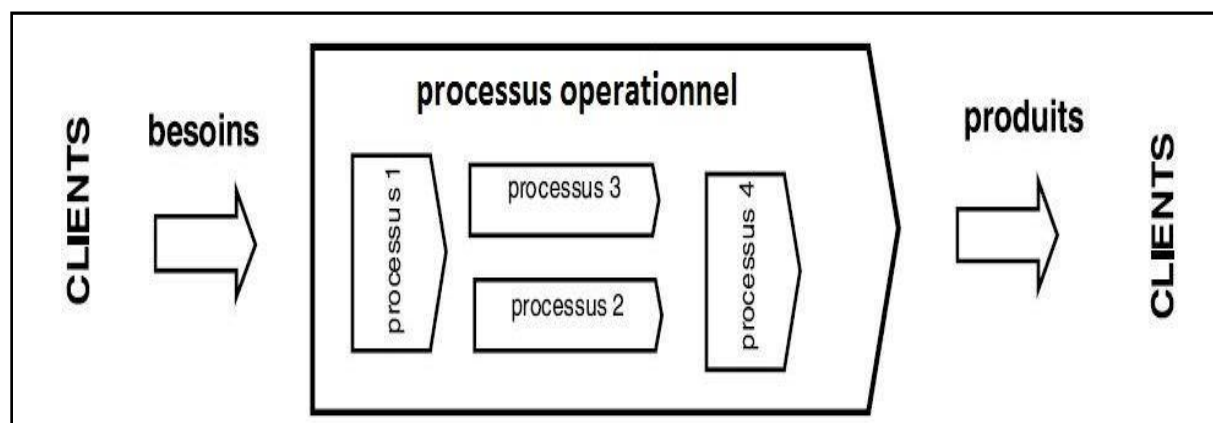 CLIENTS
besoins
processus operationnel
processus 1
processus 3
processus 2
processus 4
produits
CLIENTS